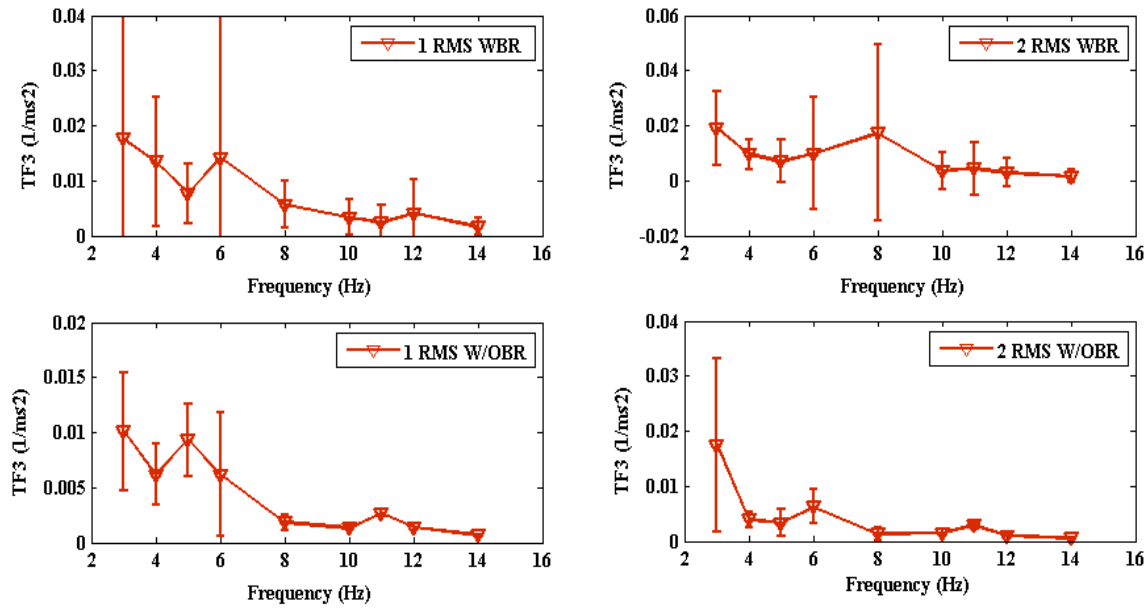 0.04
0.03
0.02
0.01
0
TF3 (1/ms2)
1 RMS WBR
2 4 6 8 10 12 14 16
Frequency (Hz)
0.06
0.04
0.02
0
-0.02
TF3 (1/ms2)
2 RMS WBR
2 4 6 8 10 12 14 16
Frequency (Hz)
0.02
0.015
0.01
0.005
0
TF3 (1/ms2)
1 RMS W/OBR
2 4 6 8 10 12 14 16
Frequency (Hz)
0.04
0.03
0.02
0.01
0
TF3 (1/ms2)
2 RMS W/OBR
2 4 6 8 10 12 14 16
Frequency (Hz)